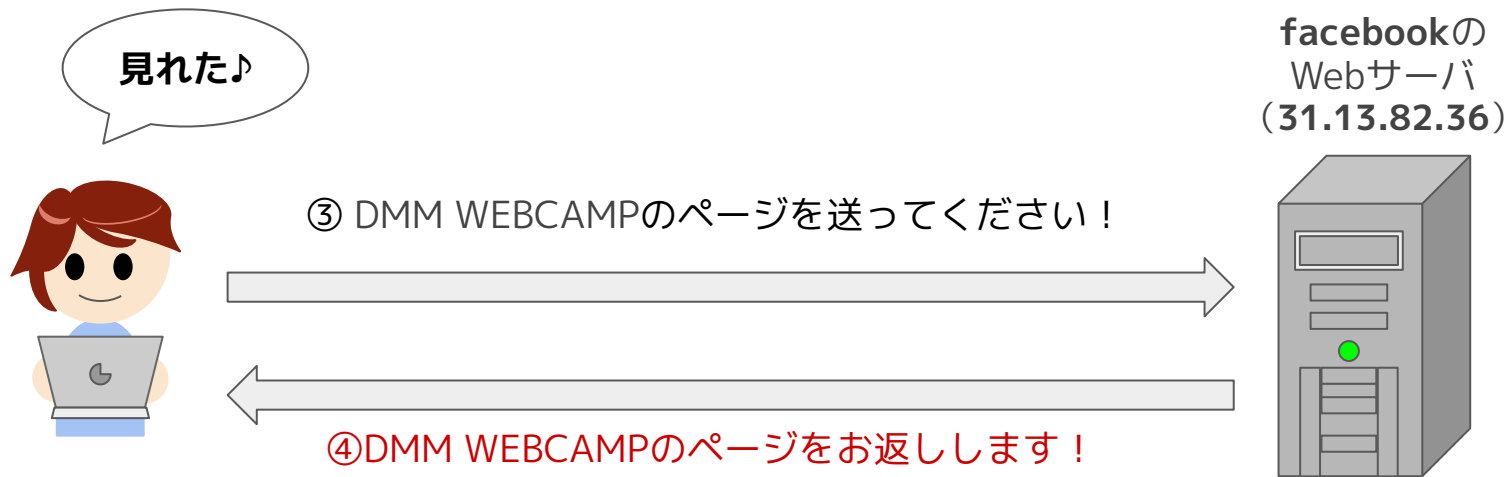 見れた♪
facebookの
Webサーバ
（31.13.82.36）
③ DMM WEBCAMPのページを送ってください！
④DMM WEBCAMPのページをお返しします！